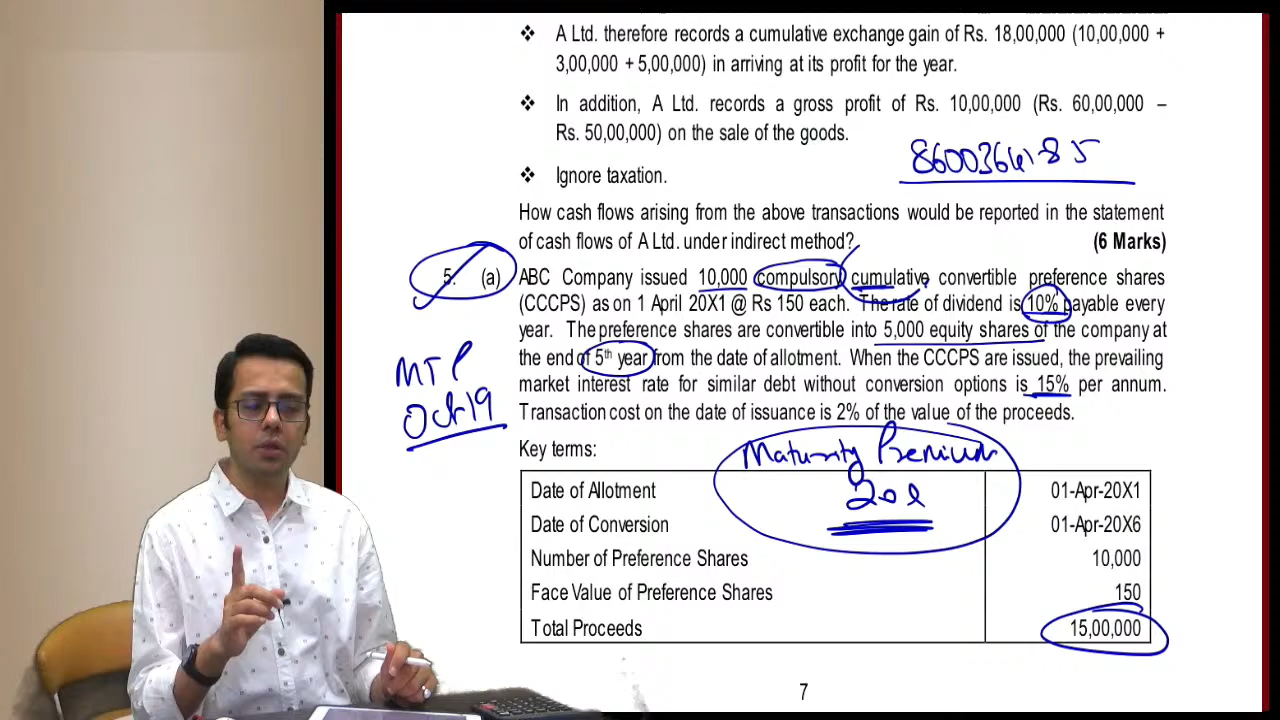 ❖ A Ltd. therefore records a cumulative exchange gain of Rs. 18,00,000 (10,00,000 +
3,00,000 + 5,00,000) in arriving at its profit for the year.
❖ In addition, A Ltd. records a gross profit of Rs. 10,00,000 (Rs. 60,00,000 –
Rs. 50,00,000) on the sale of the goods.
❖ Ignore taxation.
How cash flows arising from the above transactions would be reported in the statement
of cash flows of A Ltd. under indirect method? (6 Marks)
5. (a) ABC Company issued 10,000 compulsory cumulative convertible preference shares
(CCCPS) as on 1 April 20X1 @ Rs 150 each. The rate of dividend is 10% payable every
year. The preference shares are convertible into 5,000 equity shares of the company at
the end of 5th year from the date of allotment. When the CCCPS are issued, the prevailing
market interest rate for similar debt without conversion options is 15% per annum.
Transaction cost on the date of issuance is 2% of the value of the proceeds.
MTP
Oct 19
Key terms:
Maturity Premium
Date of Allotment 01-Apr-20X1
Date of Conversion 01-Apr-20X6
Number of Preference Shares 10,000
Face Value of Preference Shares 150
Total Proceeds 15,00,000
7